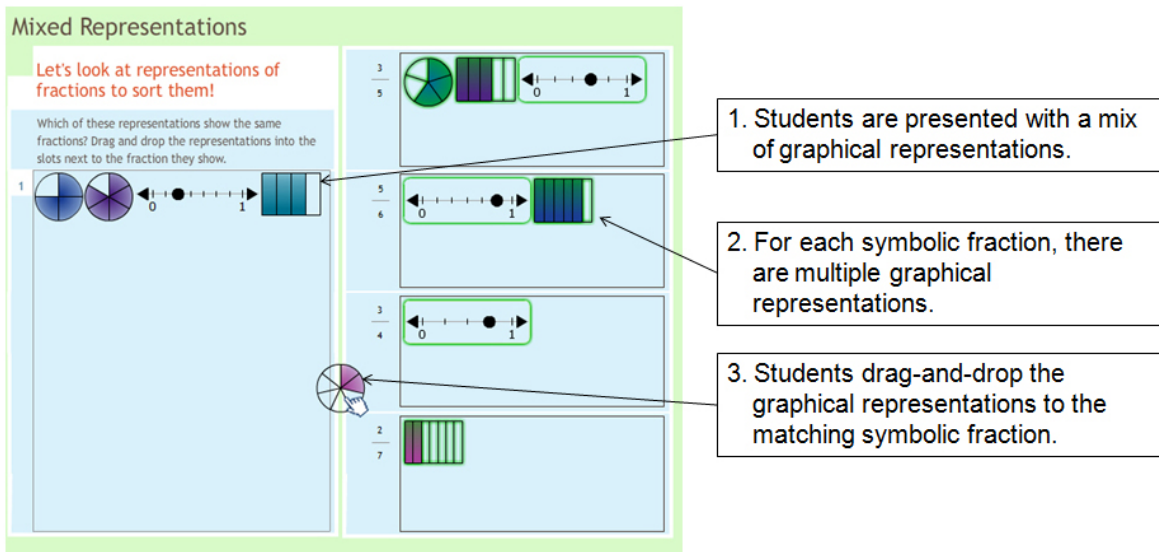 Mixed Representations
Let's look at representations of
fractions to sort them!
Which of these representations show the same
fractions? Drag and drop the representations into the
slots next to the fraction they show.
1
0 1
3
5
0 1
5
6
0 1
3
4
0 1
2
7
1. Students are presented with a mix
of graphical representations.
2. For each symbolic fraction, there
are multiple graphical
representations.
3. Students drag-and-drop the
graphical representations to the
matching symbolic fraction.